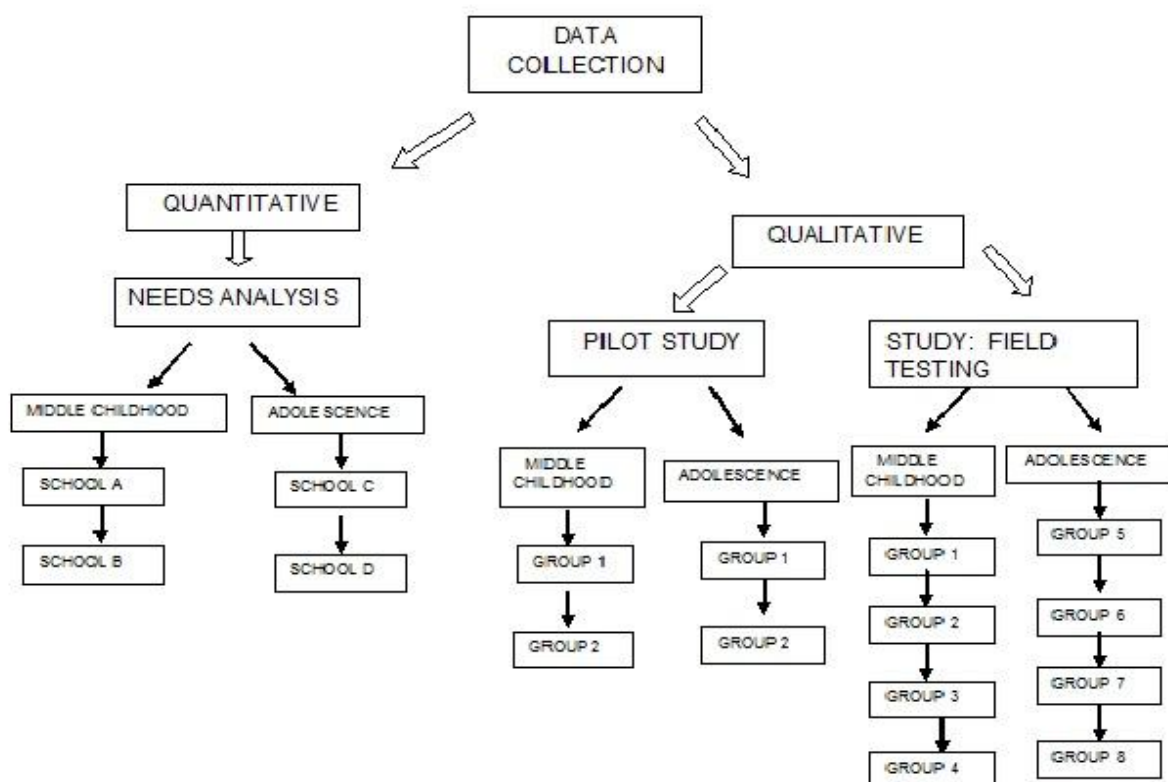 DATA
COLLECTION
QUANTITATIVE
QUALITATIVE
NEEDS ANALYSIS
PILOT STUDY
STUDY: FIELD
TESTING
MIDDLE CHILDHOOD
ADOLESCENCE
MIDDLE
CHILDHOOD
ADOLESCENCE
MIDDLE
CHILDHOOD
ADOLESCENCE
SCHOOL A
SCHOOL C
SCHOOL B
SCHOOL D
GROUP 1
GROUP 1
GROUP 1
GROUP 5
GROUP 2
GROUP 2
GROUP 2
GROUP 6
GROUP 3
GROUP 7
GROUP 4
GROUP 8